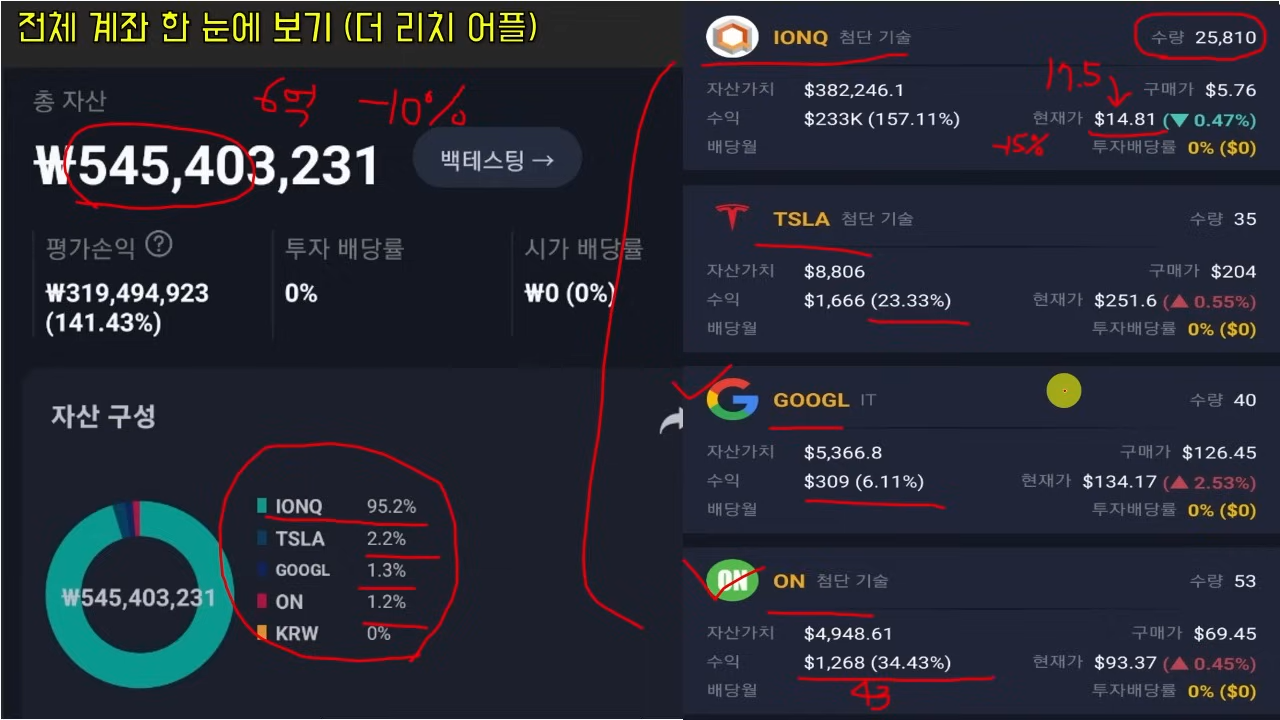 전체 계좌 한 눈에 보기 (더 리치 어플)
총 자산
6억 -10%
₩545,403,231
백테스팅 →
평가손익 ?
₩319,494,923
(141.43%)
투자 배당률
0%
시가 배당률
₩0 (0%)
자산 구성
₩545,403,231
IONQ 95.2%
TSLA 2.2%
GOOGL 1.3%
ON 1.2%
KRW 0%
IONQ 첨단 기술 수량 25,810
17.5
자산가치 $382,246.1 구매가 $5.76
수익 $233K (157.11%) 현재가 $14.81 (▼ 0.47%)
-15%
배당월 투자배당률 0% ($0)
TSLA 첨단 기술 수량 35
자산가치 $8,806 구매가 $204
수익 $1,666 (23.33%) 현재가 $251.6 (▲ 0.55%)
배당월 투자배당률 0% ($0)
GOOGL IT 수량 40
자산가치 $5,366.8 구매가 $126.45
수익 $309 (6.11%) 현재가 $134.17 (▲ 2.53%)
배당월 투자배당률 0% ($0)
ON
ON 첨단 기술 수량 53
자산가치 $4,948.61 구매가 $69.45
수익 $1,268 (34.43%) 현재가 $93.37 (▲ 0.45%)
배당월 투자배당률 0% ($0)
43